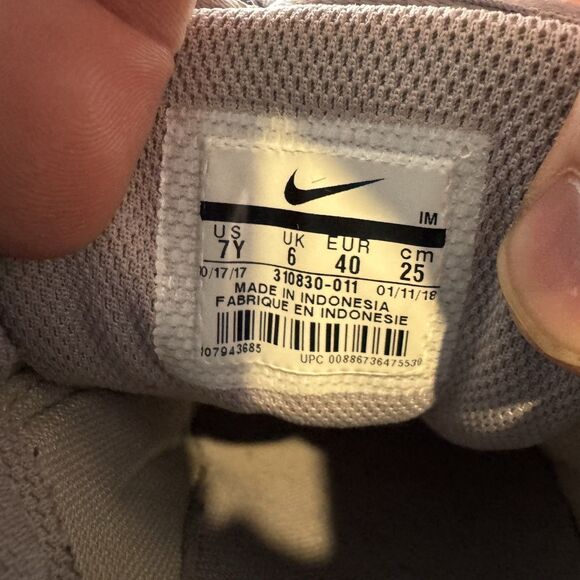 IM
US UK EUR cm
7Y 6 40 25
0/17/17 310830-011 01/11/18
MADE IN INDONESIA
FABRIQUE EN INDONESIE
107943685 UPC 00886736475539